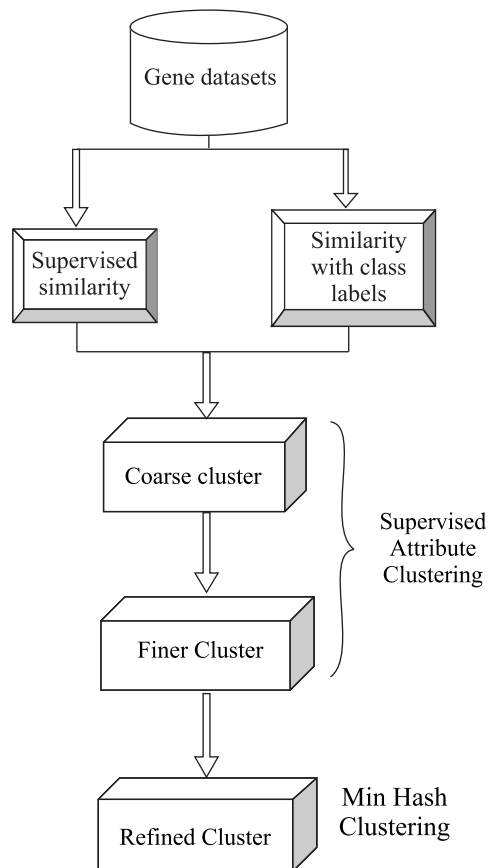 Gene datasets
Supervised
similarity
Similarity
with class
labels
Coarse cluster
Supervised
Attribute
Clustering
Finer Cluster
Min Hash
Clustering
Refined Cluster